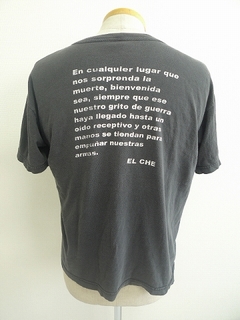 En cualquier lugar que
nos sorprenda la
muerte, bienvenida
sea, siempre que ese
nuestro grito de guerra
haya llegado hasta un
oido receptivo y otras
manos se tiendan para
empuñar nuestras
armas.
EL CHE